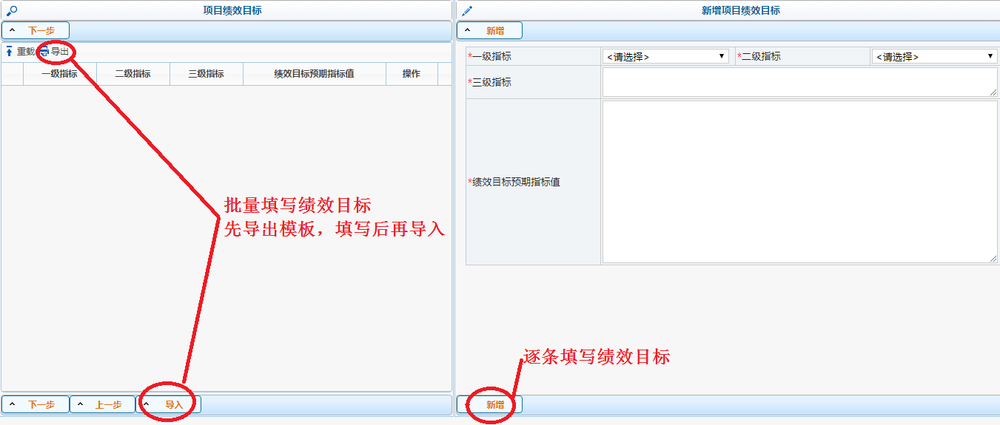 项目绩效目标
下一步
重载 导出
一级指标 二级指标 三级指标 绩效目标预期指标值 操作
批量填写绩效目标
先导出模板，填写后再导入
下一步 上一步 导入
新增项目绩效目标
新增
*一级指标 <请选择> *二级指标 <请选择>
*三级指标
*绩效目标预期指标值
逐条填写绩效目标
新增